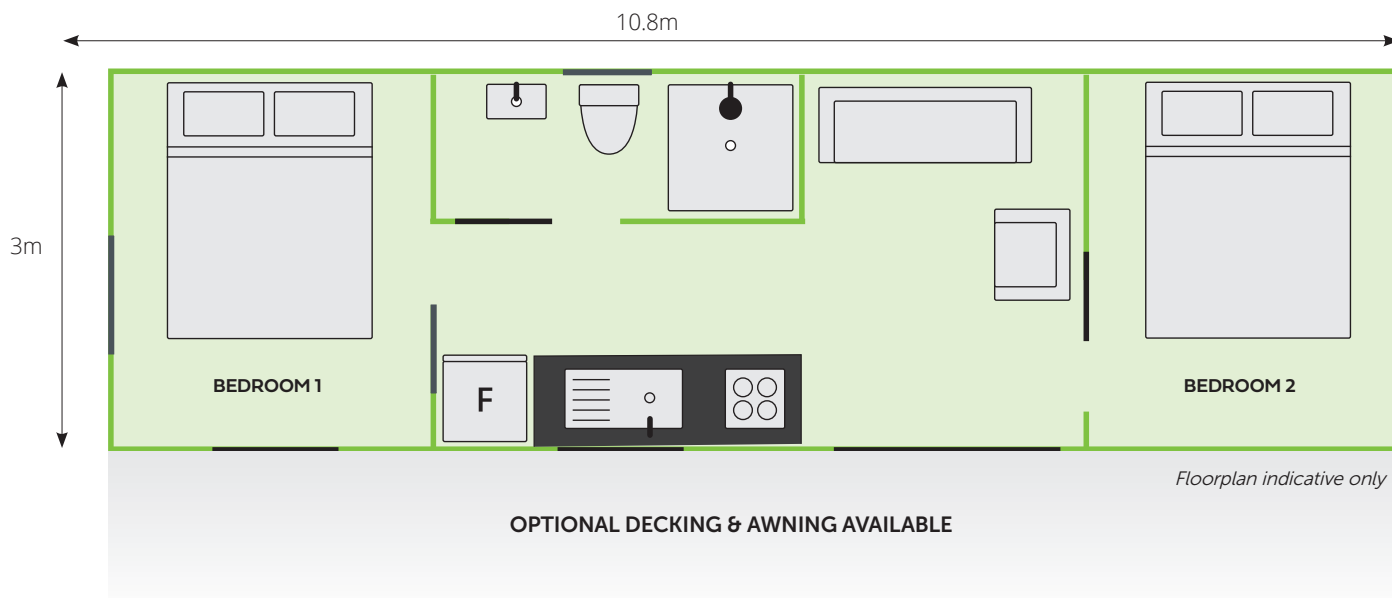 10.8m
3m
BEDROOM 1
F
BEDROOM 2
Floorplan indicative only
OPTIONAL DECKING & AWNING AVAILABLE